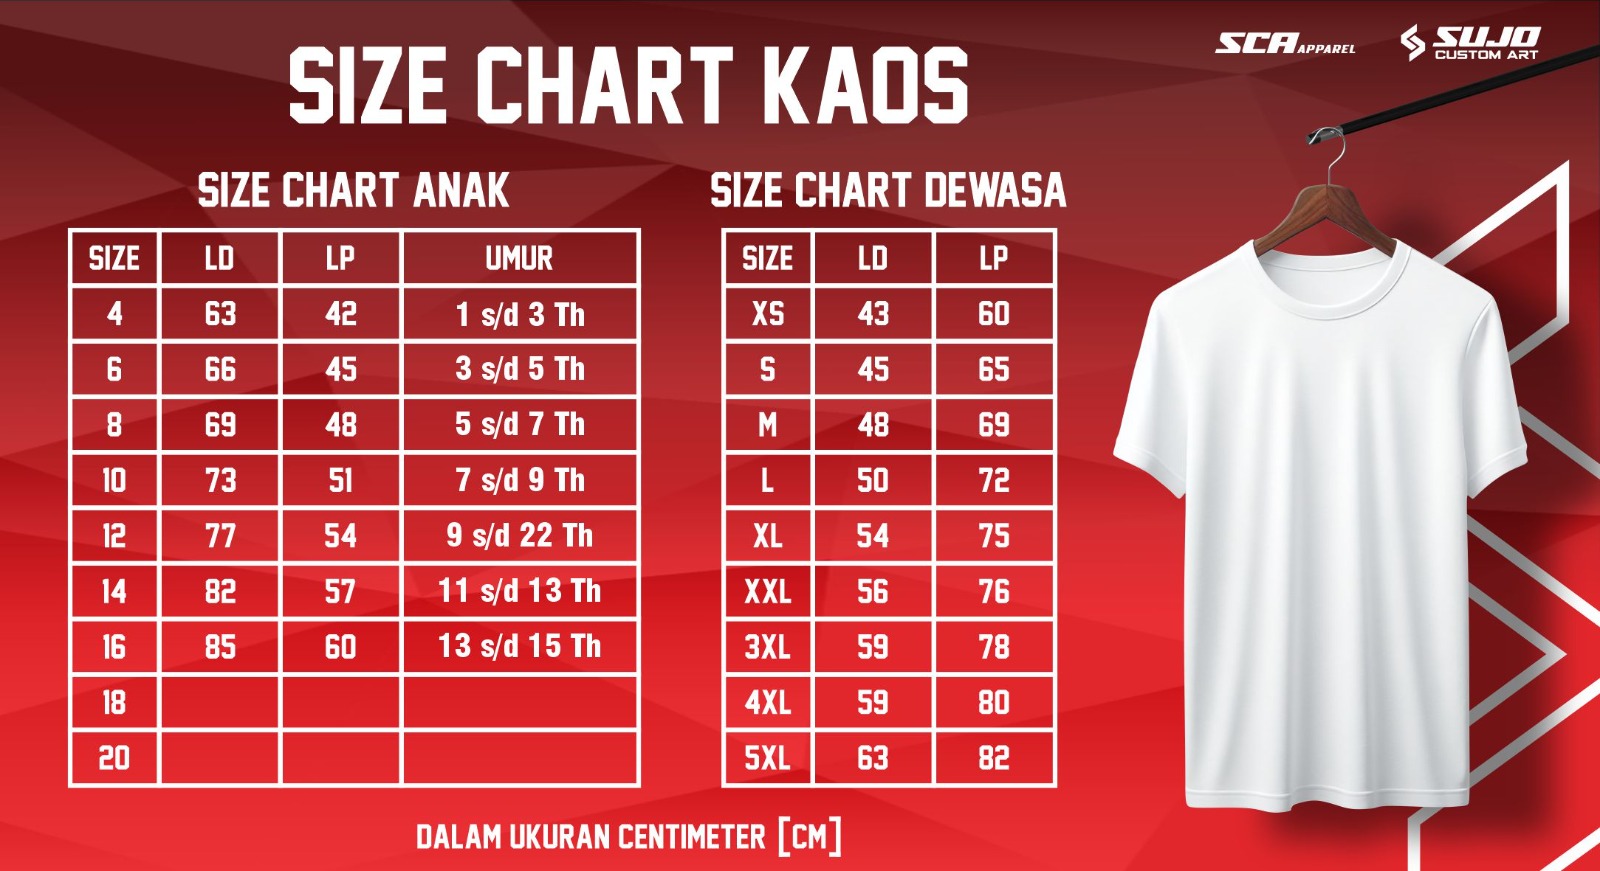 SCA APPAREL
SUJO
CUSTOM ART
SIZE CHART KAOS
SIZE CHART ANAK
SIZE LD LP UMUR
4 63 42 1 s/d 3 Th
6 66 45 3 s/d 5 Th
8 69 48 5 s/d 7 Th
10 73 51 7 s/d 9 Th
12 77 54 9 s/d 22 Th
14 82 57 11 s/d 13 Th
16 85 60 13 s/d 15 Th
18
20
SIZE CHART DEWASA
SIZE LD LP
XS 43 60
S 45 65
M 48 69
L 50 72
XL 54 75
XXL 56 76
3XL 59 78
4XL 59 80
5XL 63 82
DALAM UKURAN CENTIMETER [CM]